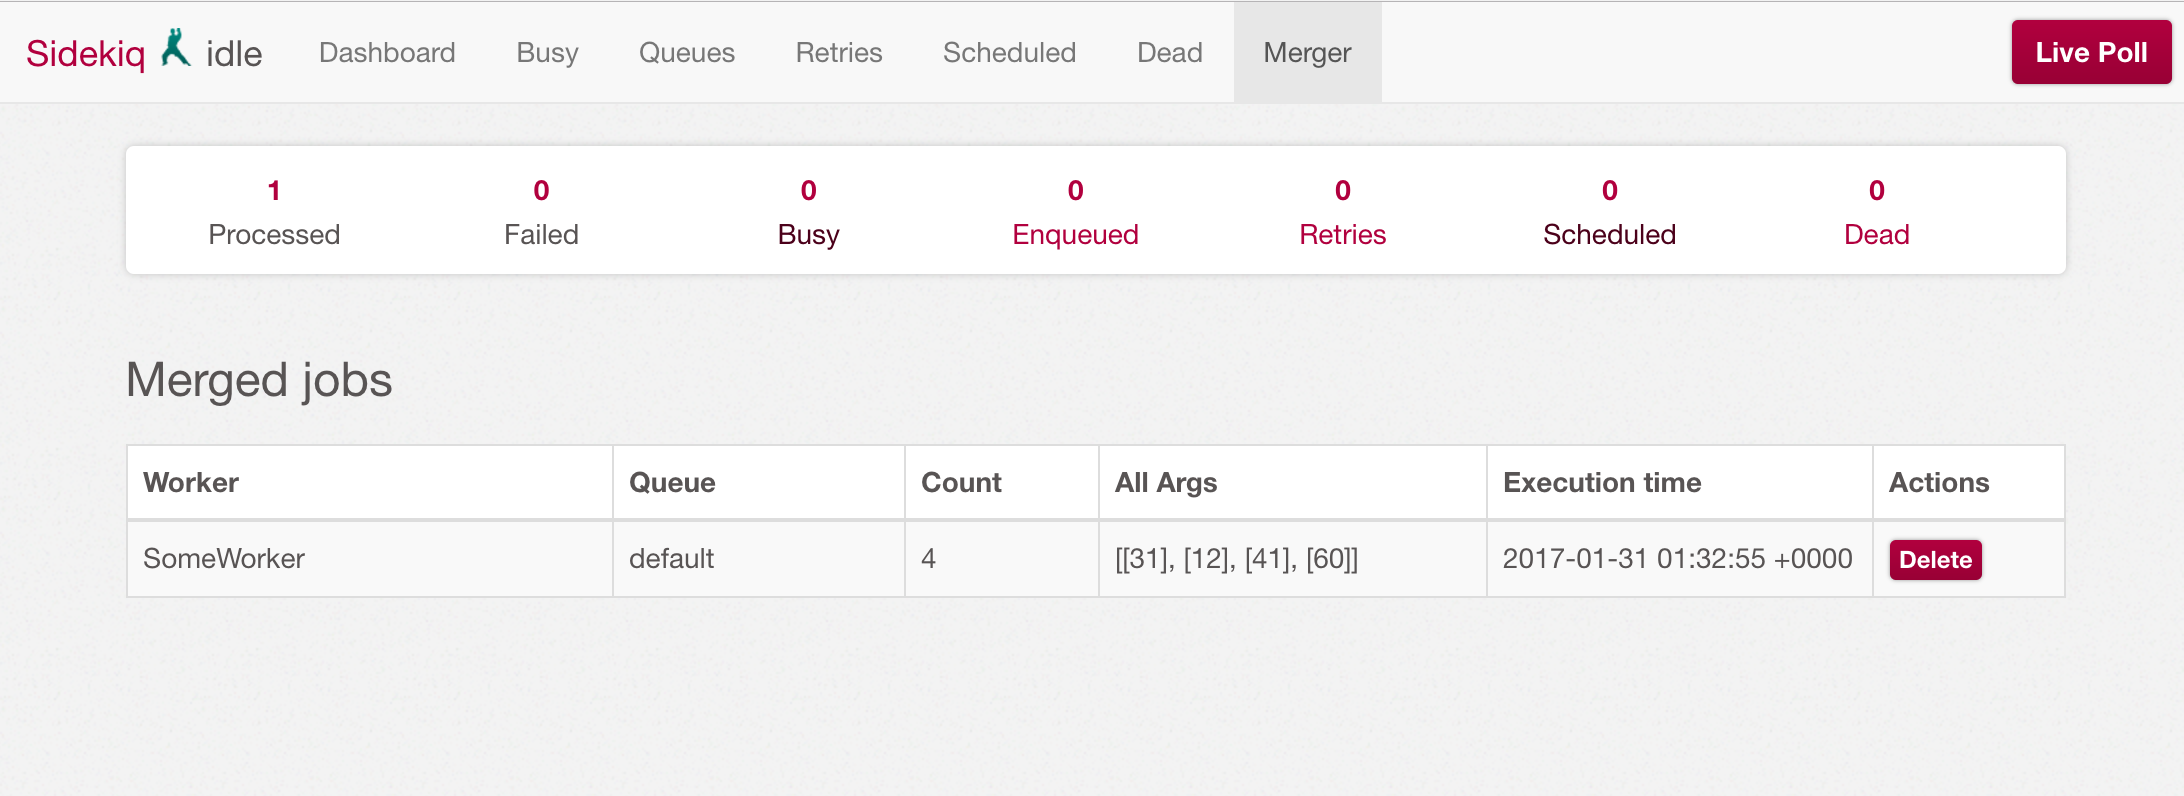 Sidekiq idle Dashboard Busy Queues Retries Scheduled Dead Merger Live Poll
1 0 0 0 0 0 0
Processed Failed Busy Enqueued Retries Scheduled Dead
Merged jobs
Worker Queue Count All Args Execution time Actions
SomeWorker default 4 [[31], [12], [41], [60]] 2017-01-31 01:32:55 +0000 Delete